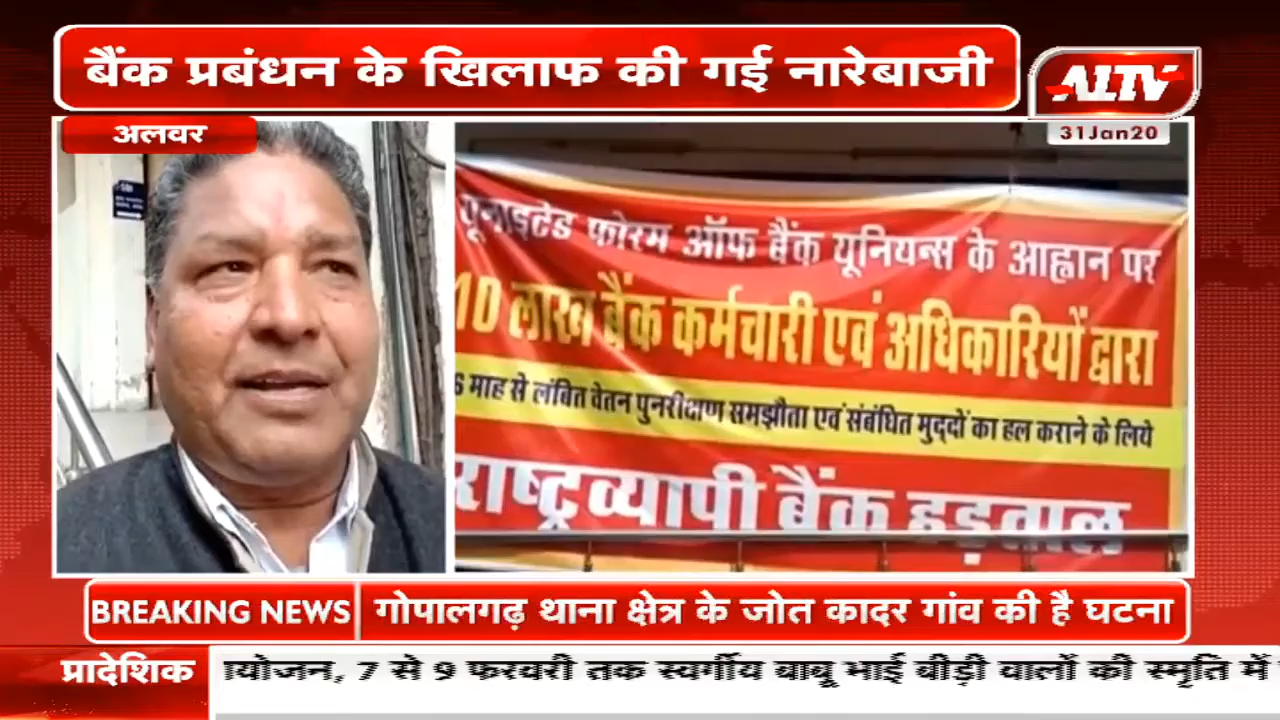 बैंक प्रबंधन के खिलाफ की गई नारेबाजी
ALTV
31Jan20
अलवर
यूनाइटेड फोरम ऑफ बैंक यूनियन्स के आह्वान पर
10 लाख बैंक कर्मचारी एवं अधिकारियों द्वारा
माह से लंबित वेतन पुनरीक्षण समझौता एवं संबंधित मुद्दों का हल कराने के लिये
राष्ट्रव्यापी बैंक हड़ताल
BREAKING NEWS
गोपालगढ़ थाना क्षेत्र के जोत कादर गांव की है घटना
प्रादेशिक
योजन, 7 से 9 फरवरी तक स्वर्गीय बाबू भाई बीड़ी वालों की स्मृति में